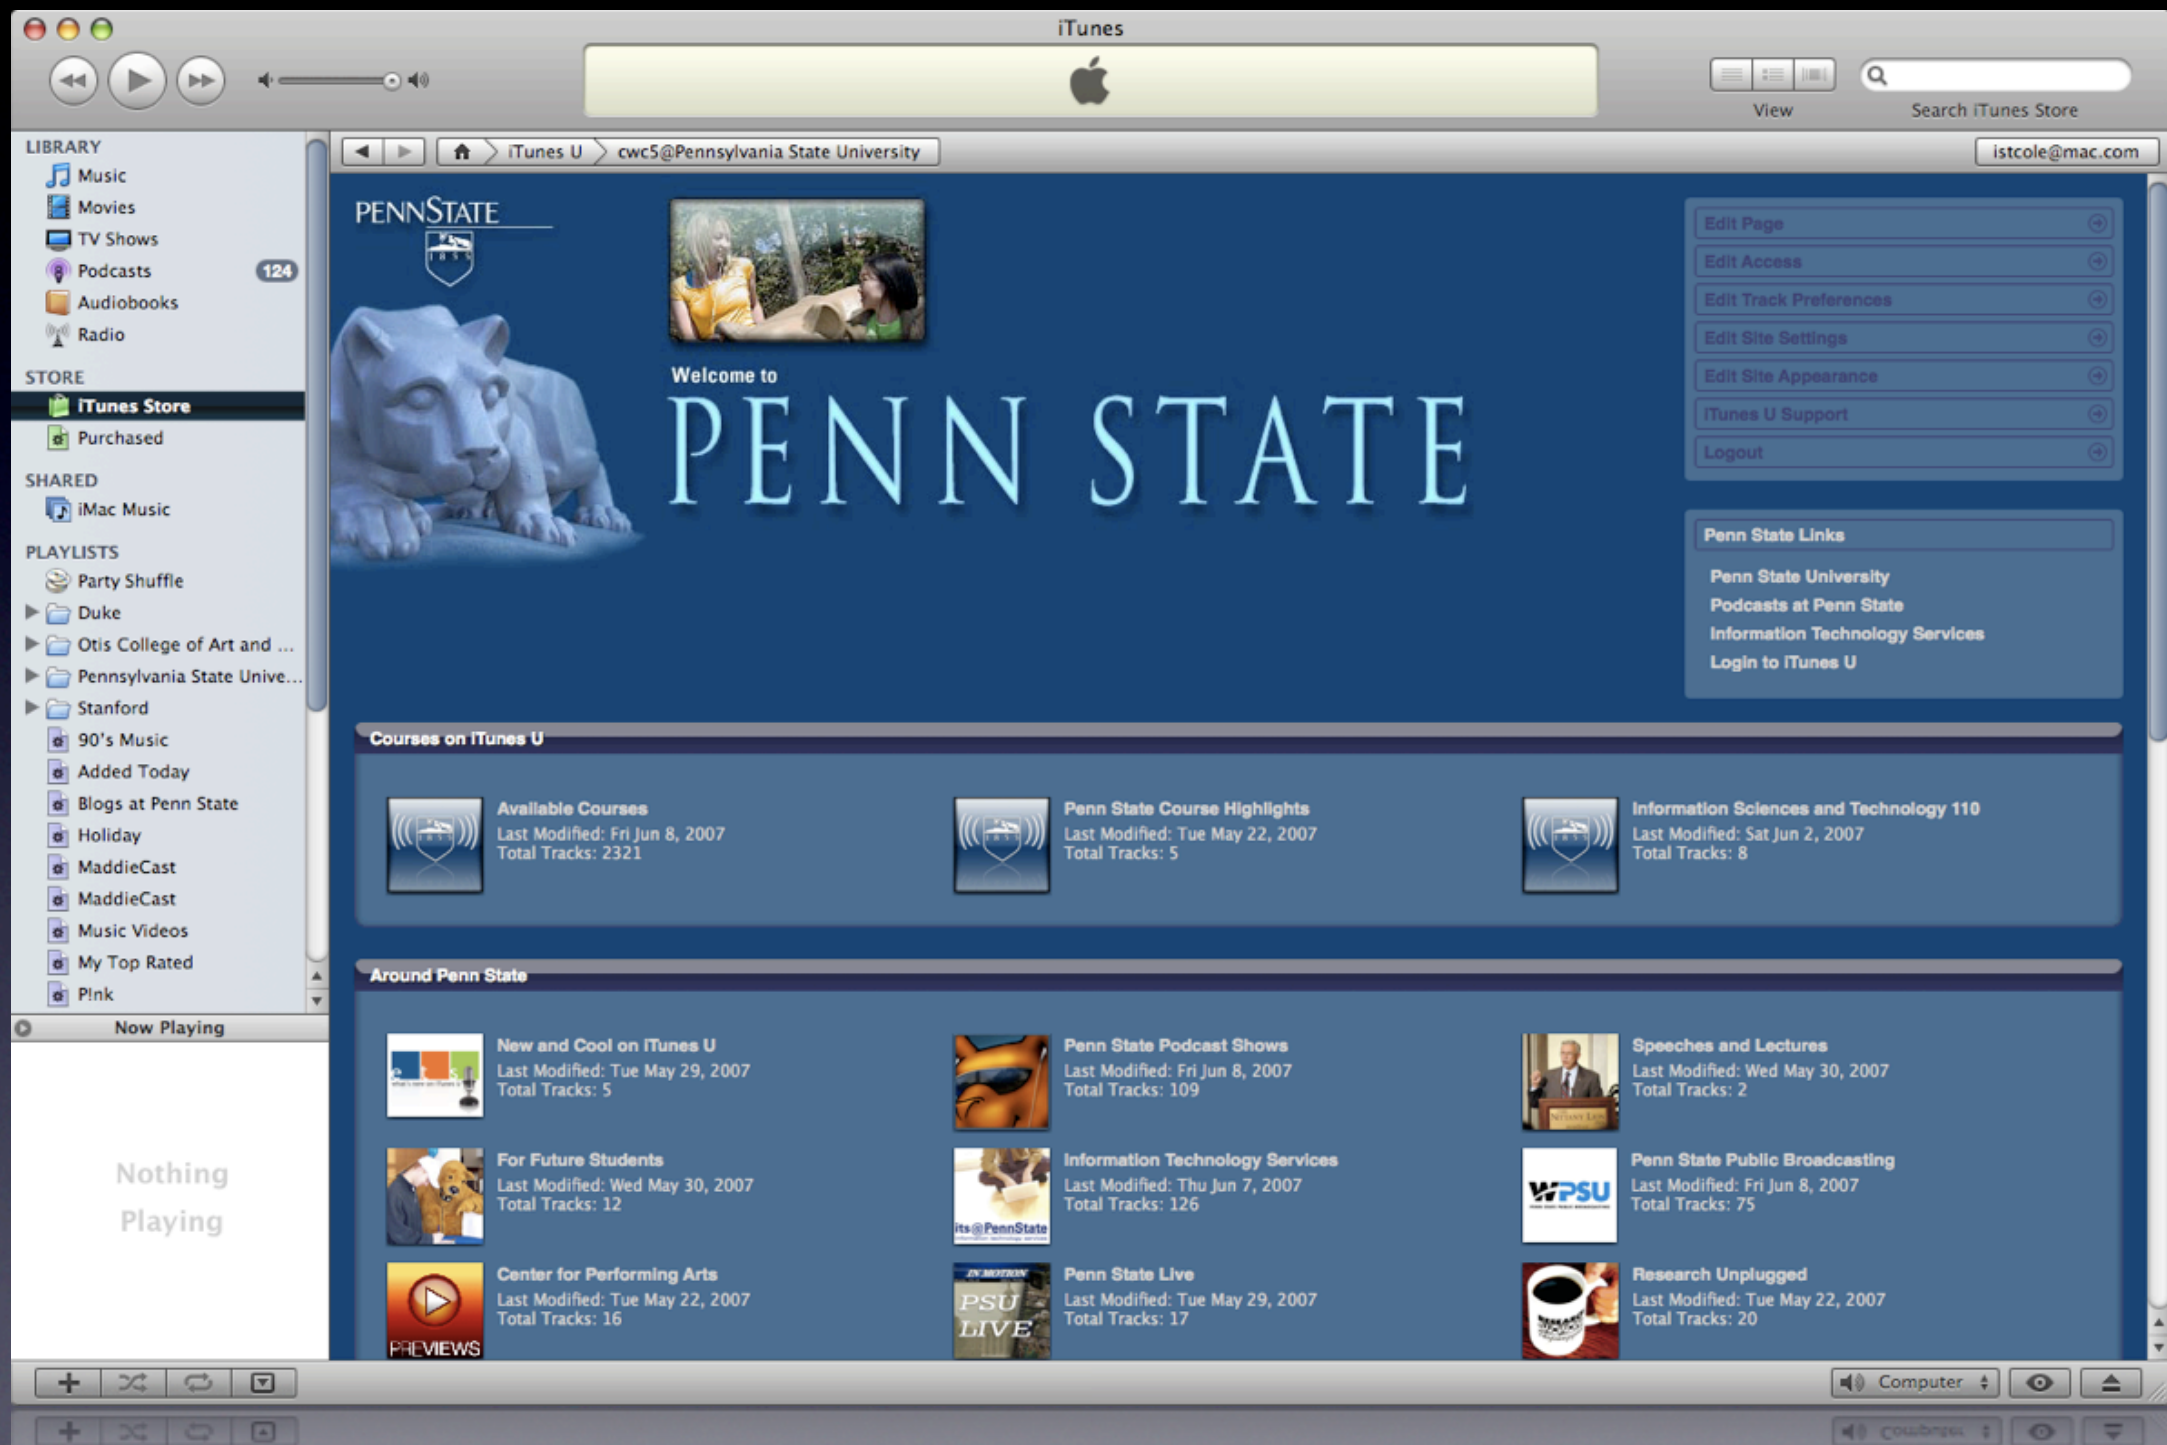 iTunes
View
Search iTunes Store
LIBRARY
Music
Movies
TV Shows
Podcasts
124
Audiobooks
Radio
STORE
iTunes Store
Purchased
SHARED
iMac Music
PLAYLISTS
Party Shuffle
Duke
Otis College of Art and ...
Pennsylvania State Unive...
Stanford
90's Music
Added Today
Blogs at Penn State
Holiday
MaddieCast
MaddieCast
Music Videos
My Top Rated
P!nk
Now Playing
Nothing
Playing
iTunes U
cwc5@Pennsylvania State University
istcole@mac.com
PENNSTATE
1855
Welcome to
PENN STATE
Edit Page
Edit Access
Edit Track Preferences
Edit Site Settings
Edit Site Appearance
iTunes U Support
Logout
Penn State Links
Penn State University
Podcasts at Penn State
Information Technology Services
Login to iTunes U
Courses on iTunes U
Available Courses
Last Modified: Fri Jun 8, 2007
Total Tracks: 2321
Penn State Course Highlights
Last Modified: Tue May 22, 2007
Total Tracks: 5
Information Sciences and Technology 110
Last Modified: Sat Jun 2, 2007
Total Tracks: 8
Around Penn State
e t s
New and Cool on iTunes U
Last Modified: Tue May 29, 2007
Total Tracks: 5
Penn State Podcast Shows
Last Modified: Fri Jun 8, 2007
Total Tracks: 109
NITTANY LION
Speeches and Lectures
Last Modified: Wed May 30, 2007
Total Tracks: 2
For Future Students
Last Modified: Wed May 30, 2007
Total Tracks: 12
its@PennState
information technology services
Information Technology Services
Last Modified: Thu Jun 7, 2007
Total Tracks: 126
WPSU
PENN STATE PUBLIC BROADCASTING
Penn State Public Broadcasting
Last Modified: Fri Jun 8, 2007
Total Tracks: 75
PREVIEWS
Center for Performing Arts
Last Modified: Tue May 22, 2007
Total Tracks: 16
IN MOTION
PSU
LIVE
Penn State Live
Last Modified: Tue May 29, 2007
Total Tracks: 17
Research Unplugged
Last Modified: Tue May 22, 2007
Total Tracks: 20
Computer